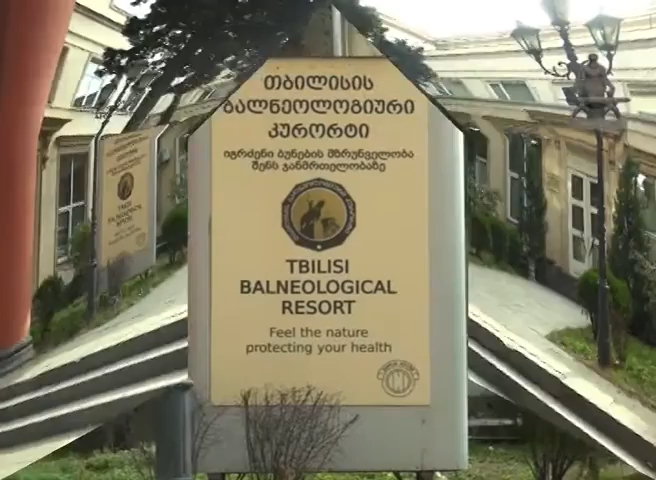 თბილისის
ბალნეოლოგიური
კურორტი
იგრძენი ბუნების მზრუნველობა
შენს ჯანმრთელობაზე
TBILISI
BALNEOLOGICAL
RESORT
Feel the nature
protecting your health